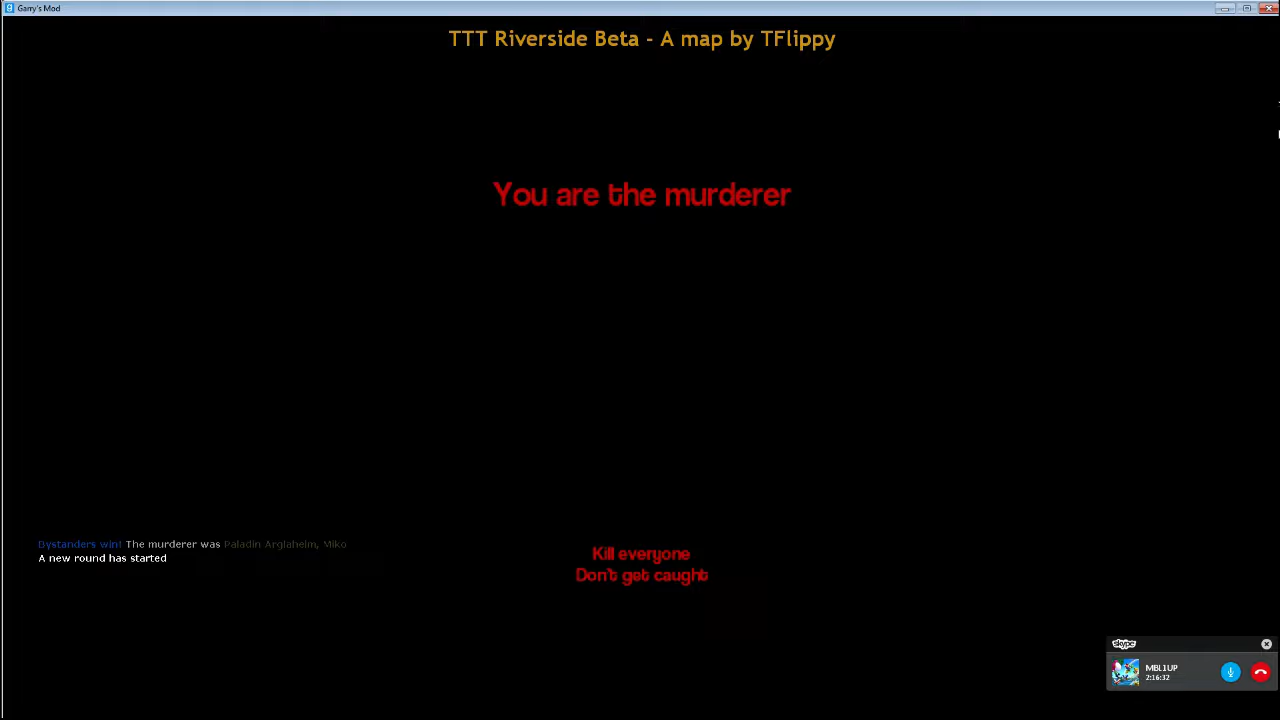 Garry's Mod
TTT Riverside Beta - A map by TFlippy
You are the murderer
Bystanders win! The murderer was Paladin Arglahelm, Miko
A new round has started
Kill everyone
Don't get caught
skype
MBL1UP
2:16:32